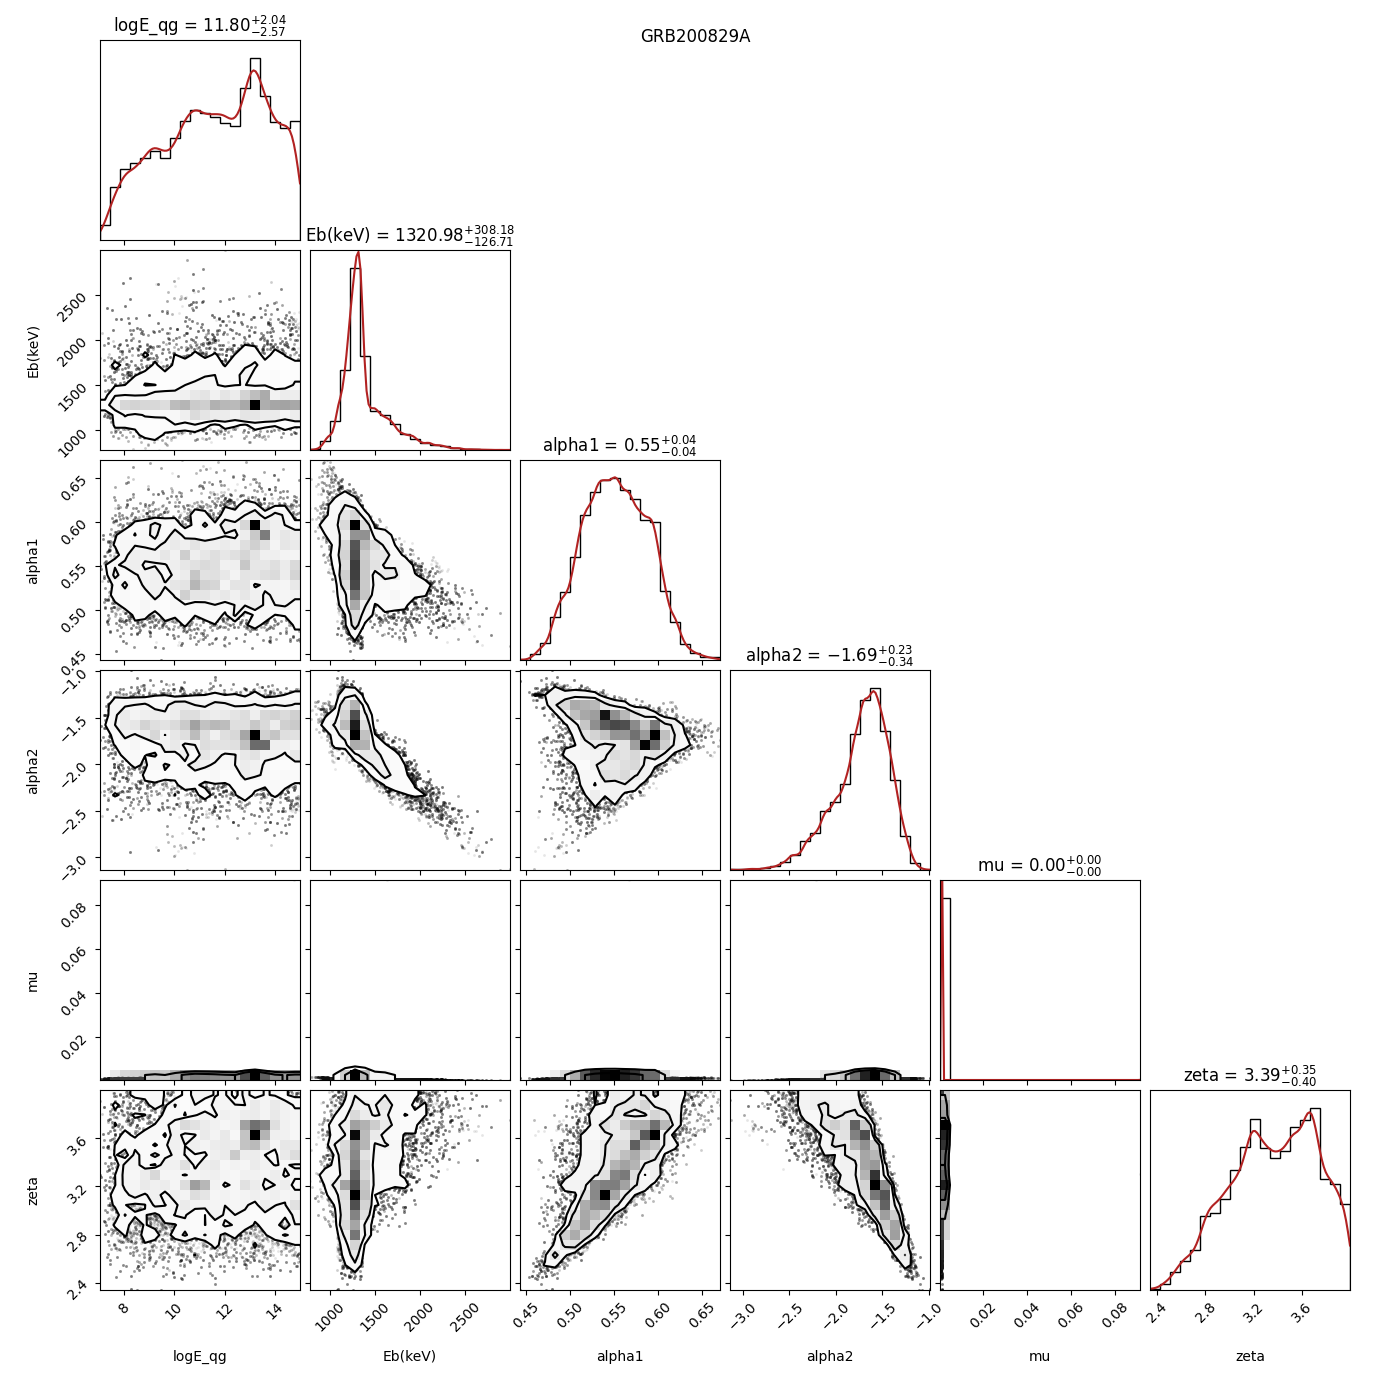 GRB200829A
logE_qg = 11.80+2.04−2.57
Eb(keV) = 1320.98+308.18−126.71
Eb(keV)
2500
2000
1500
1000
alpha1 = 0.55+0.04−0.04
alpha1
0.65
0.60
0.55
0.50
0.45
alpha2 = −1.69+0.23−0.34
alpha2
−1.0
−1.5
−2.0
−2.5
−3.0
mu = 0.00+0.00−0.00
mu
0.08
0.06
0.04
0.02
zeta = 3.39+0.35−0.40
zeta
3.6
3.2
2.8
2.4
8 10 12 14 1000 1500 2000 2500 0.45 0.50 0.55 0.60 0.65 −3.0 −2.5 −2.0 −1.5 −1.0 0.02 0.04 0.06 0.08 2.4 2.8 3.2 3.6
logE_qg Eb(keV) alpha1 alpha2 mu zeta